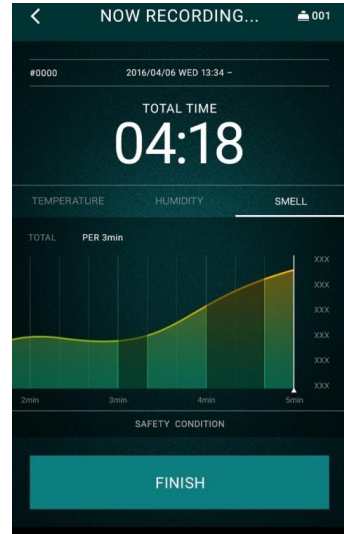 NOW RECORDING... 001
#0000 2016/04/06 WED 13:34 –
TOTAL TIME
04:18
TEMPERATURE HUMIDITY SMELL
TOTAL PER 3min
XXX
XXX
XXX
XXX
XXX
XXX
2min 3min 4min 5min
SAFETY CONDITION
FINISH